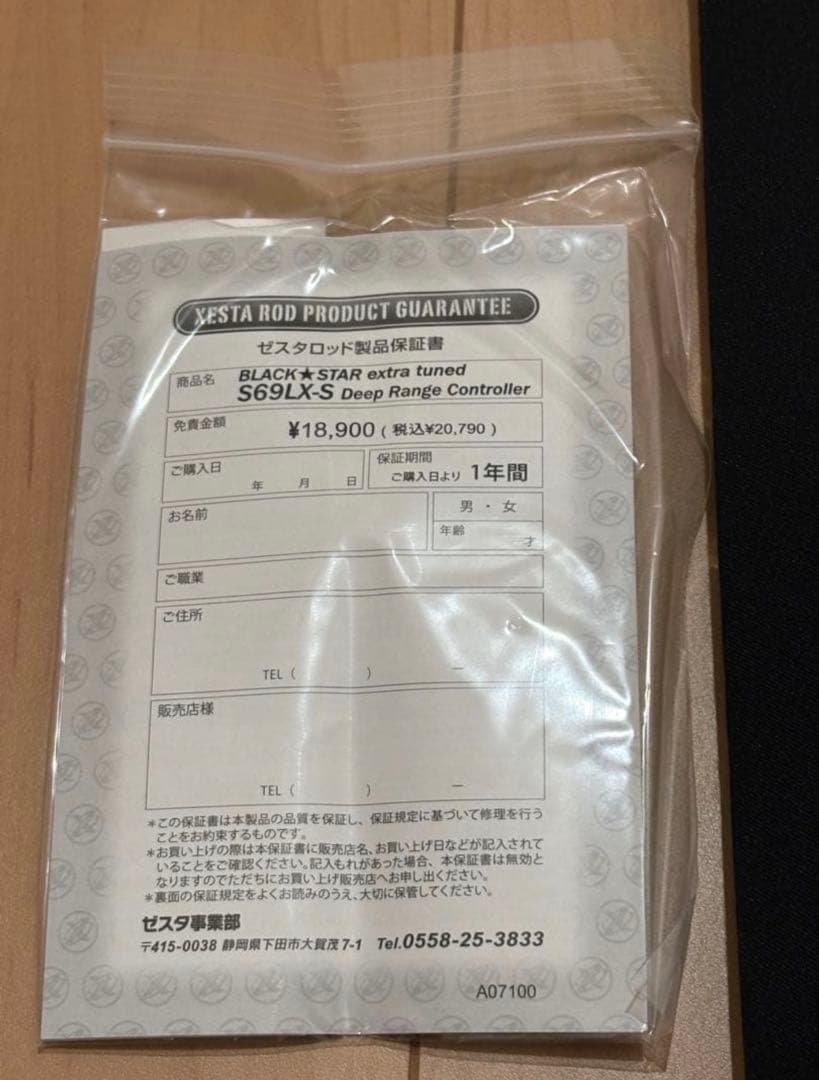 XESTA ROD PRODUCT GUARANTEE
ゼスタロッド製品保証書
商品名 BLACK★STAR extra tuned
S69LX-S Deep Range Controller
免責金額 ¥18,900 ( 税込¥20,790 )
ご購入日 年 月 日
保証期間
ご購入日より 1年間
お名前
男 ・ 女
年齢
才
ご職業
ご住所
TEL ( ) ー
販売店様
TEL ( ) ー
＊この保証書は本製品の品質を保証し、保証規定に基づいて修理を行う
ことをお約束するものです。
＊お買い上げの際は本保証書に販売店名、お買い上げ日などが記入されて
いることをご確認ください。記入もれがあった場合、本保証書は無効と
なりますのでただちにお買い上げ販売店へお申し出ください。
＊裏面の保証規定をよくお読みのうえ、大切に保管してください。
ゼスタ事業部
〒415-0038 静岡県下田市大賀茂7-1 Tel.0558-25-3833
A07100